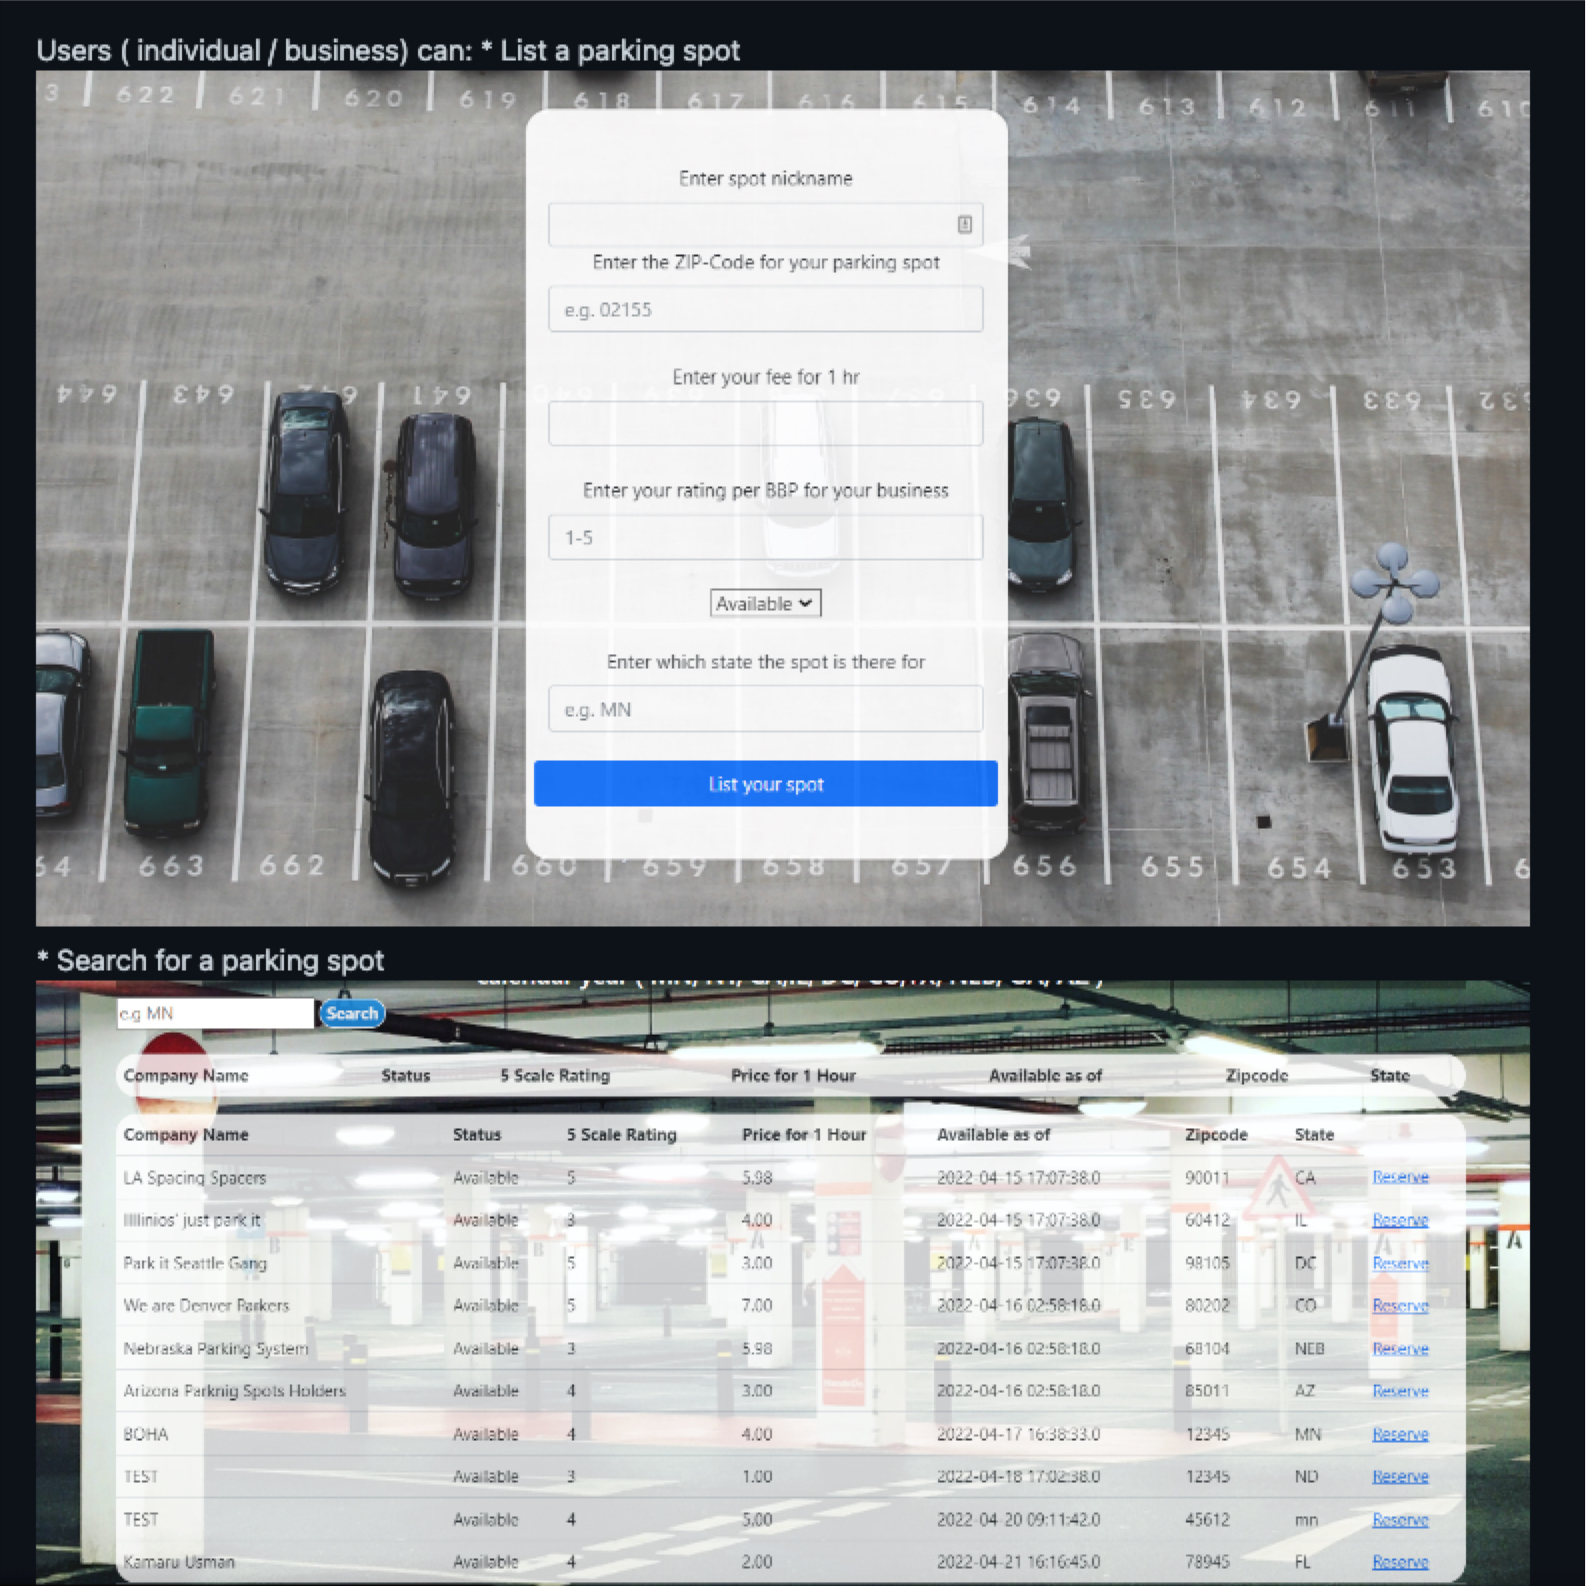 Users ( individual / business) can: * List a parking spot
3 622 621 620 619 618 617 616 615 614 613 612 611 610
Enter spot nickname
Enter the ZIP-Code for your parking spot
e.g. 02155
Enter your fee for 1 hr
644 643 641 636 635 634 633 632
Enter your rating per BBP for your business
1-5
Available
Enter which state the spot is there for
e.g. MN
List your spot
64 663 662 660 659 658 657 656 655 654 653
* Search for a parking spot
e.g MN Search
Company Name Status 5 Scale Rating Price for 1 Hour Available as of Zipcode State
Company Name Status 5 Scale Rating Price for 1 Hour Available as of Zipcode State
LA Spacing Spacers Available 5 5.98 2022-04-15 17:07:38.0 90011 CA Reserve
Illlinios' just park it Available 3 4.00 2022-04-15 17:07:38.0 60412 IL Reserve
Park it Seattle Gang Available 5 3.00 2022-04-15 17:07:38.0 98105 DC Reserve
We are Denver Parkers Available 5 7.00 2022-04-16 02:58:18.0 80202 CO Reserve
Nebraska Parking System Available 3 5.98 2022-04-16 02:58:18.0 68104 NEB Reserve
Arizona Parknig Spots Holders Available 4 3.00 2022-04-16 02:58:18.0 85011 AZ Reserve
BOHA Available 4 4.00 2022-04-17 16:38:33.0 12345 MN Reserve
TEST Available 3 1.00 2022-04-18 17:02:38.0 12345 ND Reserve
TEST Available 4 5.00 2022-04-20 09:11:42.0 45612 mn Reserve
Kamaru Usman Available 4 2.00 2022-04-21 16:16:45.0 78945 FL Reserve